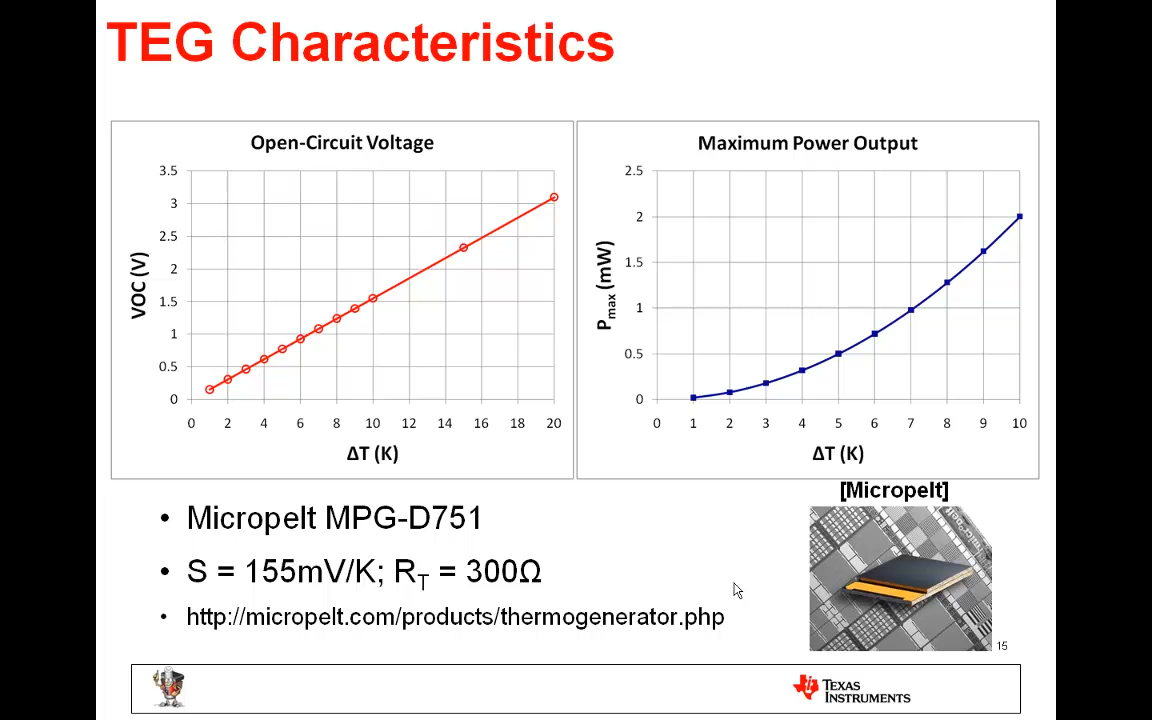 TEG Characteristics
Open-Circuit Voltage
3.5
3
2.5
2
1.5
1
0.5
0
VOC (V)
0 2 4 6 8 10 12 14 16 18 20
ΔT (K)
Maximum Power Output
2.5
2
1.5
1
0.5
0
Pmax (mW)
0 1 2 3 4 5 6 7 8 9 10
ΔT (K)
[Micropelt]
• Micropelt MPG-D751
• S = 155mV/K; RT = 300Ω
• http://micropelt.com/products/thermogenerator.php
15
TEXAS
INSTRUMENTS